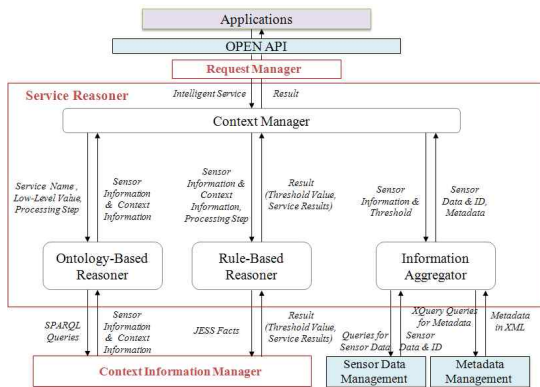 Applications
OPEN API
Request Manager
Service Reasoner
Intelligent Service
Result
Context Manager
Service Name ,
Low-Level Value,
Processing Step
Sensor
Information
& Context
Information
Sensor
Information &
Context
Information,
Processing Step
Result
(Threshold Value,
Service Results)
Sensor
Information
& Threshold
Sensor
Data & ID,
Metadata
Ontology-Based
Reasoner
Rule-Based
Reasoner
Information
Aggregator
SPARQL
Queries
Sensor
Information
& Context
Information
JESS Facts
Result
(Threshold Value,
Service Results)
Queries for
Sensor Data
XQuery Queries
for Metadata
Sensor
Data & ID
Metadata
in XML
Context Information Manager
Sensor Data
Management
Metadata
Management